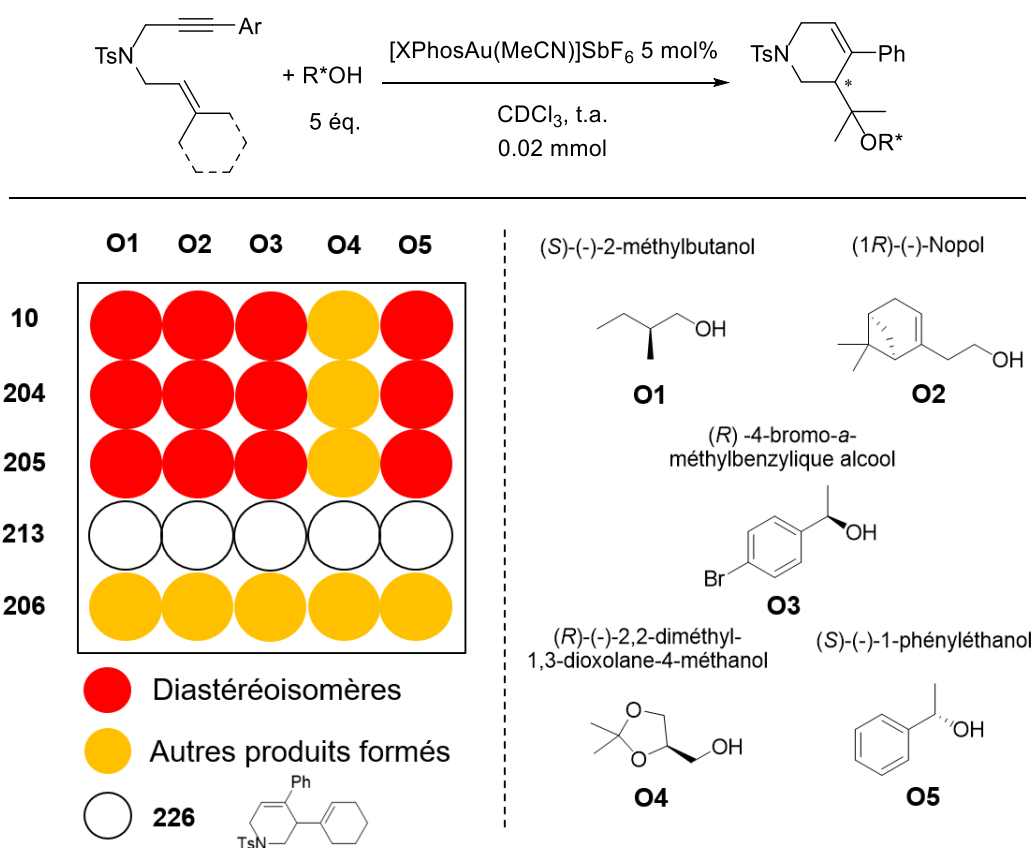 Ar
TsN
+ R*OH
5 éq.
[XPhosAu(MeCN)]SbF6 5 mol%
CDCl3, t.a.
0.02 mmol
TsN
Ph
*
OR*
O1 O2 O3 O4 O5
10
204
205
213
206
Diastéréoisomères
Autres produits formés
226
Ph
TsN
(S)-(-)-2-méthylbutanol
OH
O1
(1R)-(-)-Nopol
OH
O2
(R) -4-bromo-a-
méthylbenzylique alcool
OH
Br
O3
(R)-(-)-2,2-diméthyl-
1,3-dioxolane-4-méthanol
O
O
OH
O4
(S)-(-)-1-phényléthanol
OH
O5